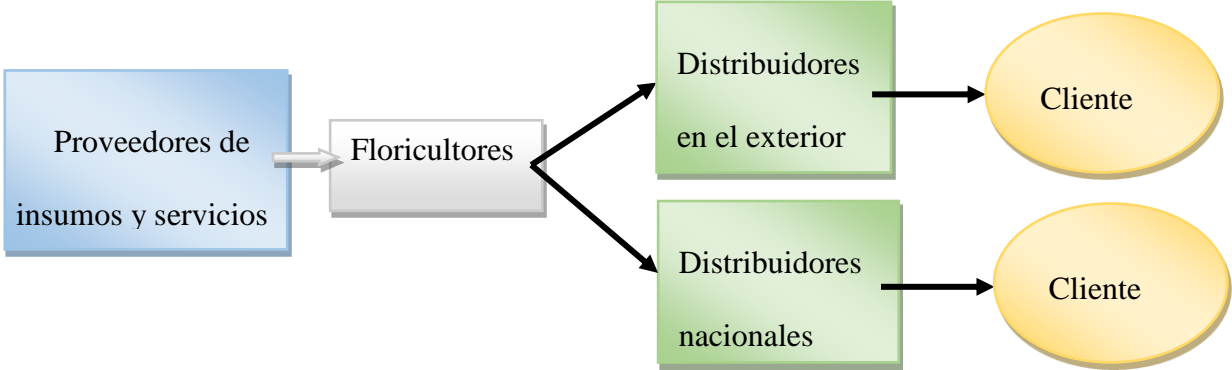 Proveedores de
insumos y servicios
Floricultores
Distribuidores
en el exterior
Cliente
Distribuidores
nacionales
Cliente